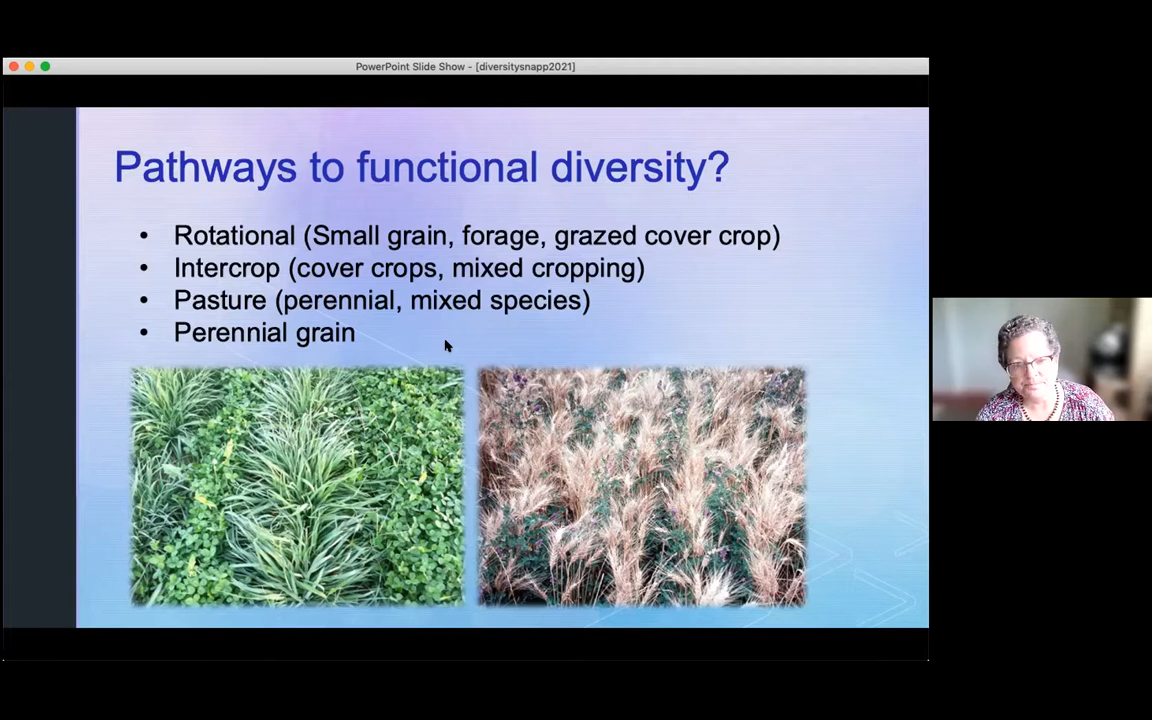 PowerPoint Slide Show - [diversitysnapp2021]
Pathways to functional diversity?
• Rotational (Small grain, forage, grazed cover crop)
• Intercrop (cover crops, mixed cropping)
• Pasture (perennial, mixed species)
• Perennial grain